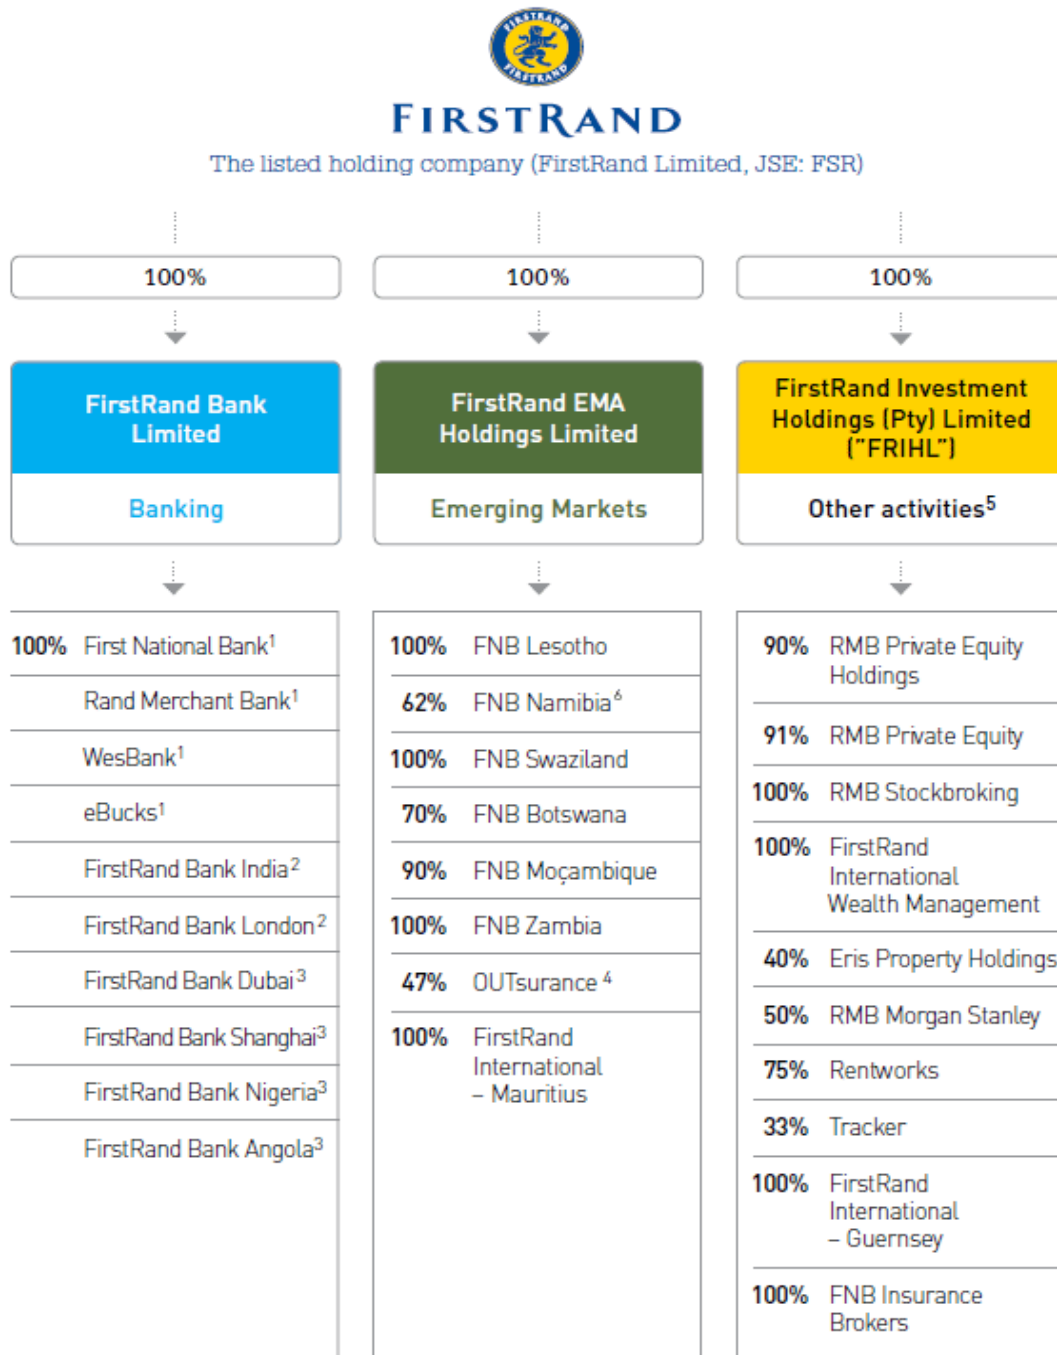 FIRSTRAND
FIRSTRAND
FIRSTRAND
The listed holding company (FirstRand Limited, JSE: FSR)
100%
FirstRand Bank
Limited
Banking
100% First National Bank¹
Rand Merchant Bank¹
WesBank¹
eBucks¹
FirstRand Bank India²
FirstRand Bank London²
FirstRand Bank Dubai³
FirstRand Bank Shanghai³
FirstRand Bank Nigeria³
FirstRand Bank Angola³
100%
FirstRand EMA
Holdings Limited
Emerging Markets
100% FNB Lesotho
62% FNB Namibia⁶
100% FNB Swaziland
70% FNB Botswana
90% FNB Moçambique
100% FNB Zambia
47% OUTsurance ⁴
100% FirstRand
International
– Mauritius
100%
FirstRand Investment
Holdings (Pty) Limited
("FRIHL")
Other activities⁵
90% RMB Private Equity
Holdings
91% RMB Private Equity
100% RMB Stockbroking
100% FirstRand
International
Wealth Management
40% Eris Property Holdings
50% RMB Morgan Stanley
75% Rentworks
33% Tracker
100% FirstRand
International
– Guernsey
100% FNB Insurance
Brokers